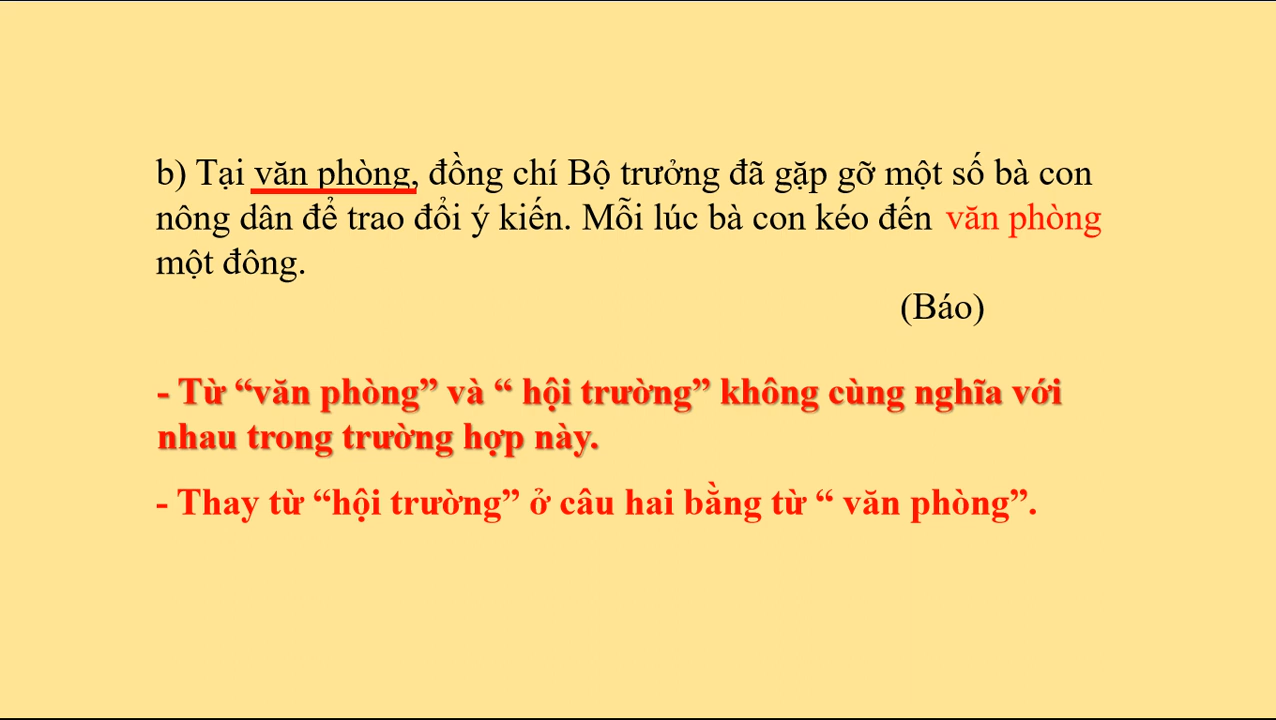 b) Tại văn phòng, đồng chí Bộ trưởng đã gặp gỡ một số bà con
nông dân để trao đổi ý kiến. Mỗi lúc bà con kéo đến văn phòng
một đông.
(Báo)
- Từ “văn phòng” và “ hội trường” không cùng nghĩa với
nhau trong trường hợp này.
- Thay từ “hội trường” ở câu hai bằng từ “ văn phòng”.